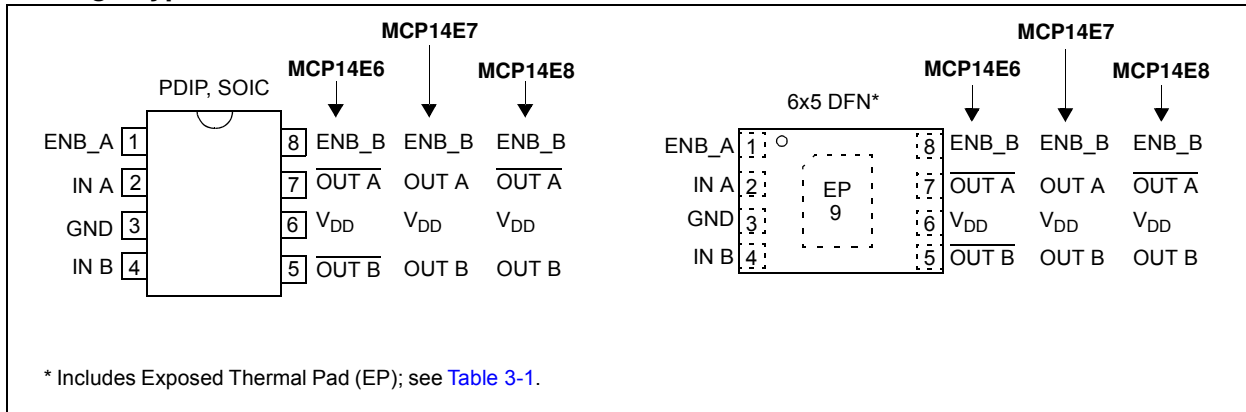 MCP14E7
MCP14E6 MCP14E8
PDIP, SOIC
ENB_A 1 8 ENB_B ENB_B ENB_B
IN A 2 7 OUT A OUT A OUT A
GND 3 6 VDD VDD VDD
IN B 4 5 OUT B OUT B OUT B
MCP14E7
MCP14E6 MCP14E8
6x5 DFN*
ENB_A 1 8 ENB_B ENB_B ENB_B
IN A 2 EP 7 OUT A OUT A OUT A
GND 3 9 6 VDD VDD VDD
IN B 4 5 OUT B OUT B OUT B
* Includes Exposed Thermal Pad (EP); see Table 3-1.